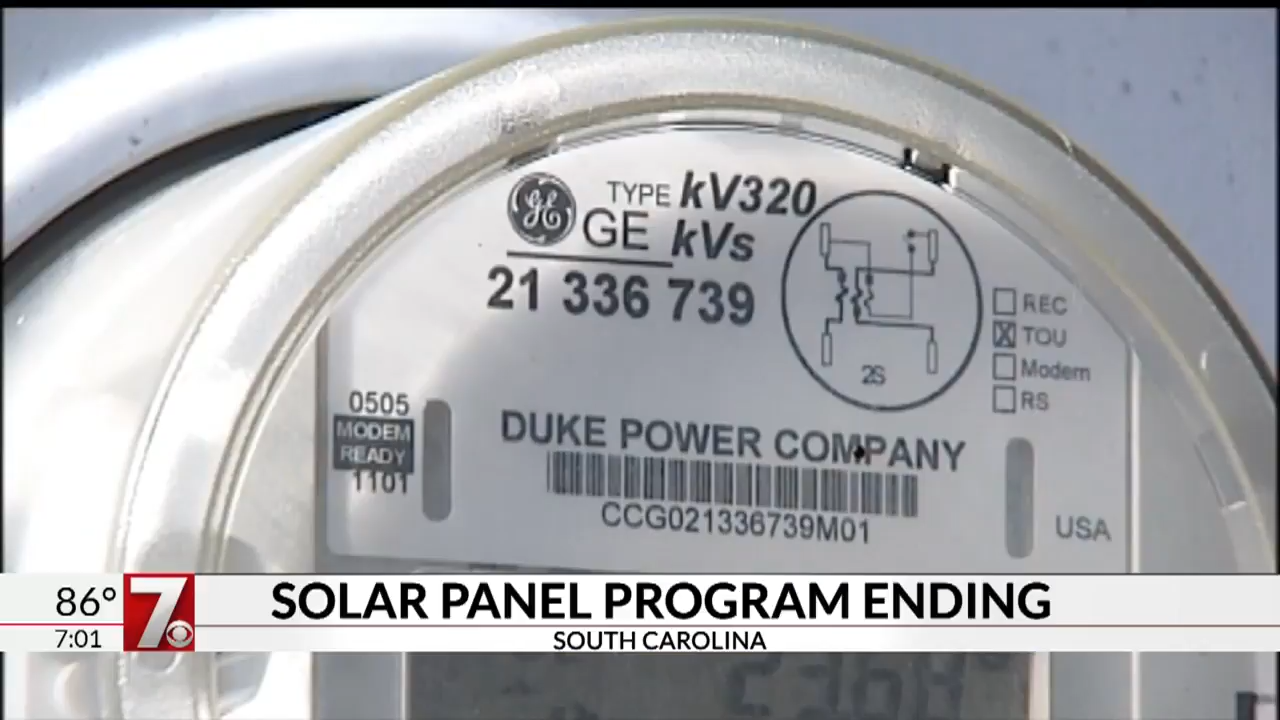 TYPE kV320
GE kVs
21 336 739
REC
TOU
Modem
RS
2S
0505
MODEM
READY
1101
DUKE POWER COMPANY
CCG021336739M01
USA
86° 7 SOLAR PANEL PROGRAM ENDING
7:01 SOUTH CAROLINA